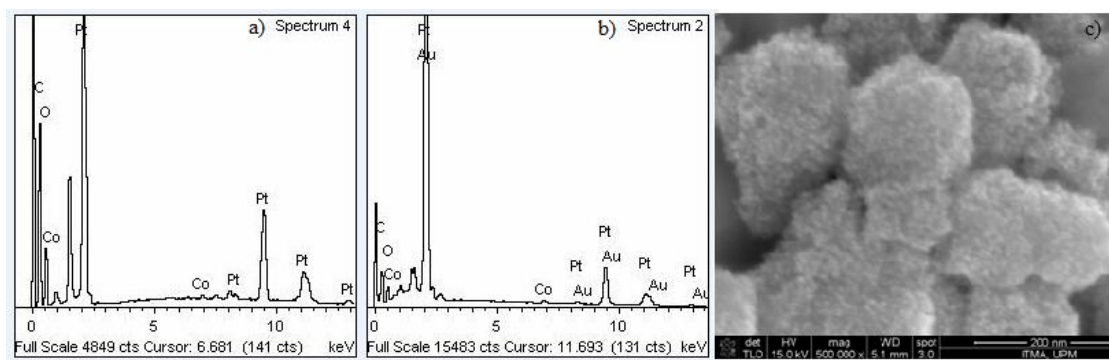 a) Spectrum 4
Pt
C
O
Co
Co
Pt
Pt
Pt
Pt
0 5 10
Full Scale 4849 cts Cursor: 6.681 (141 cts) keV
b) Spectrum 2
Pt
Au
C
O
Co
Co
Pt
Au
Pt
Au
Pt
Au
Pt
Au
0 5 10
Full Scale 15483 cts Cursor: 11.693 (131 cts) keV
c)
det HV mag WD spot 200 nm
TLD 15.0 kV 500 000 x 5.1 mm 3.0 ITMA_UPM